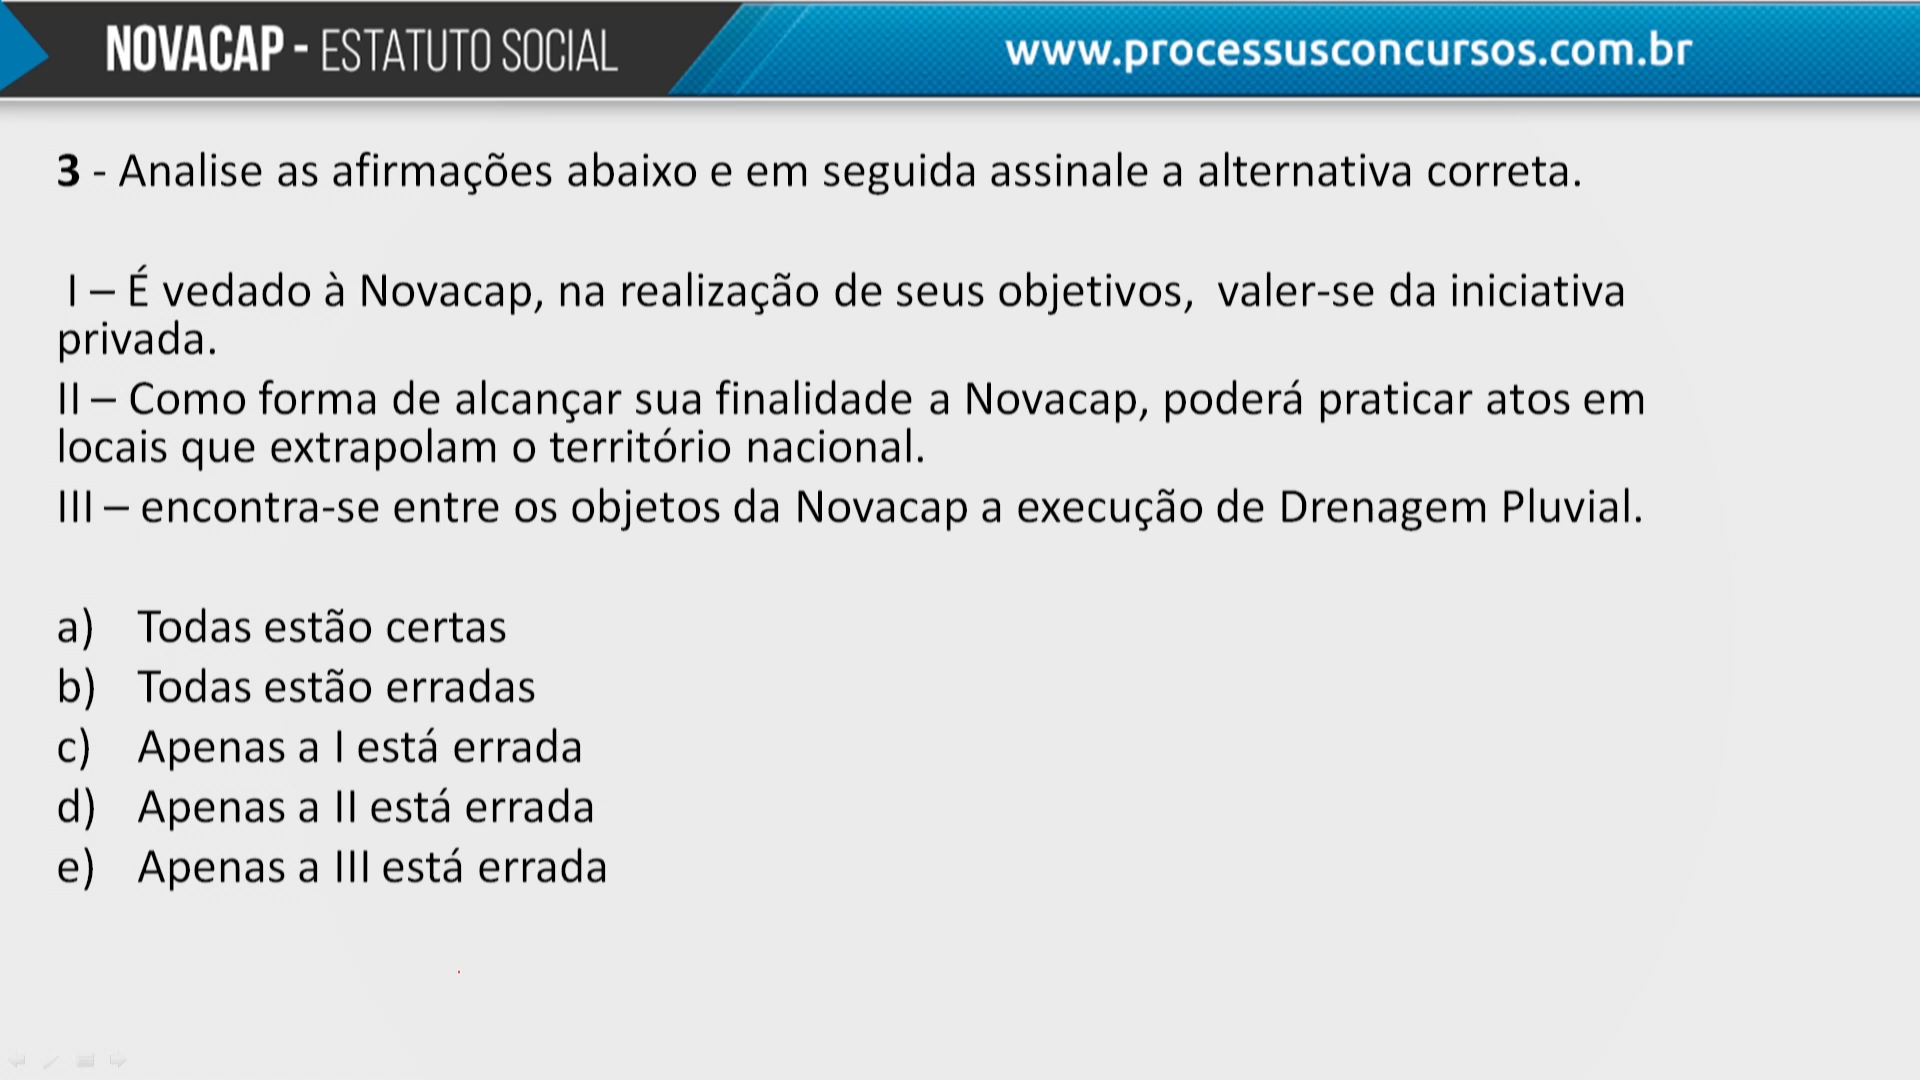 NOVACAP - ESTATUTO SOCIAL
www.processusconcursos.com.br
3 - Analise as afirmações abaixo e em seguida assinale a alternativa correta.
I – É vedado à Novacap, na realização de seus objetivos, valer-se da iniciativa
privada.
II – Como forma de alcançar sua finalidade a Novacap, poderá praticar atos em
locais que extrapolam o território nacional.
III – encontra-se entre os objetos da Novacap a execução de Drenagem Pluvial.
a) Todas estão certas
b) Todas estão erradas
c) Apenas a I está errada
d) Apenas a II está errada
e) Apenas a III está errada